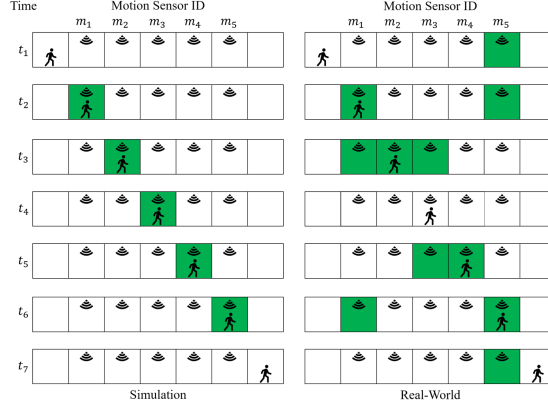 Time Motion Sensor ID Motion Sensor ID
m₁ m₂ m₃ m₄ m₅ m₁ m₂ m₃ m₄ m₅
t₁
t₂
t₃
t₄
t₅
t₆
t₇
Simulation Real-World